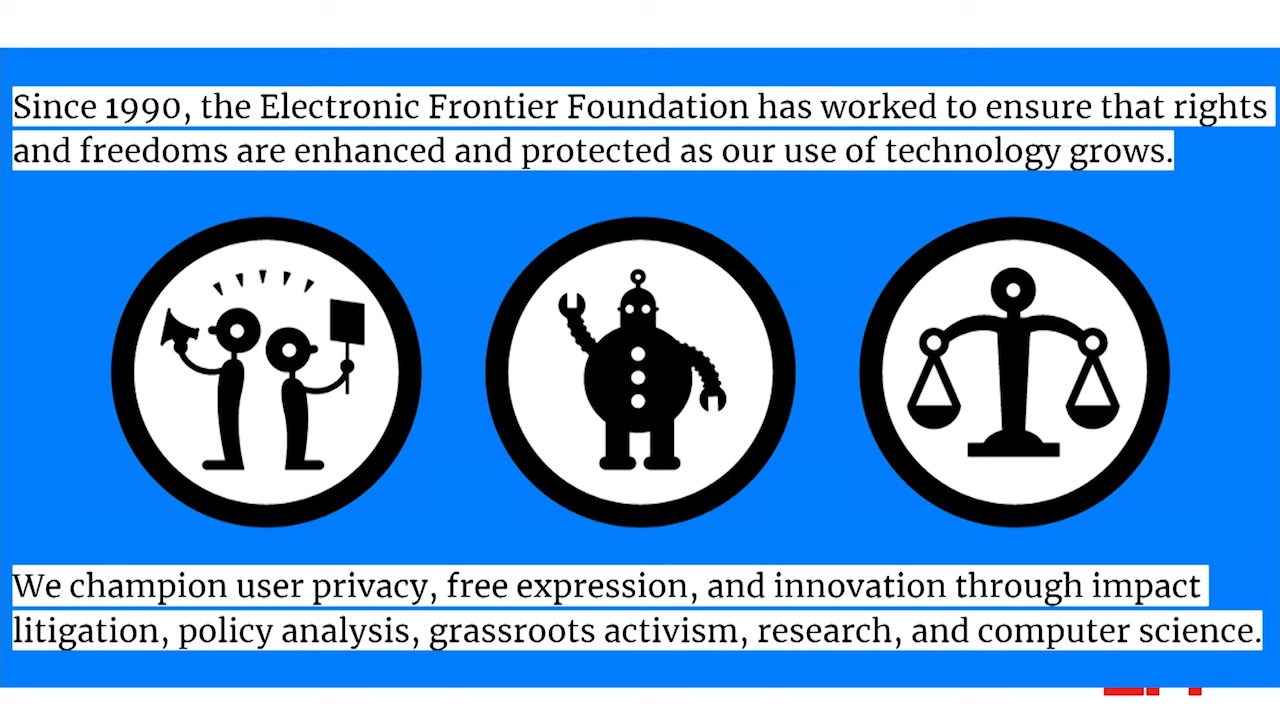 Since 1990, the Electronic Frontier Foundation has worked to ensure that rights
and freedoms are enhanced and protected as our use of technology grows.
We champion user privacy, free expression, and innovation through impact
litigation, policy analysis, grassroots activism, research, and computer science.